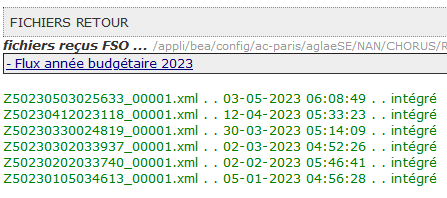 FICHIERS RETOUR
fichiers reçus FSO ... /appli/bea/config/ac-paris/aglaeSE/NAN/CHORUS/R
- Flux année budgétaire 2023
Z50230503025633_00001.xml . . 03-05-2023 06:08:49 . . intégré
Z50230412023118_00001.xml . . 12-04-2023 05:33:23 . . intégré
Z50230330024819_00001.xml . . 30-03-2023 05:14:09 . . intégré
Z50230302033937_00001.xml . . 02-03-2023 04:52:26 . . intégré
Z50230202033740_00001.xml . . 02-02-2023 05:46:41 . . intégré
Z50230105034613_00001.xml . . 05-01-2023 04:56:28 . . intégré